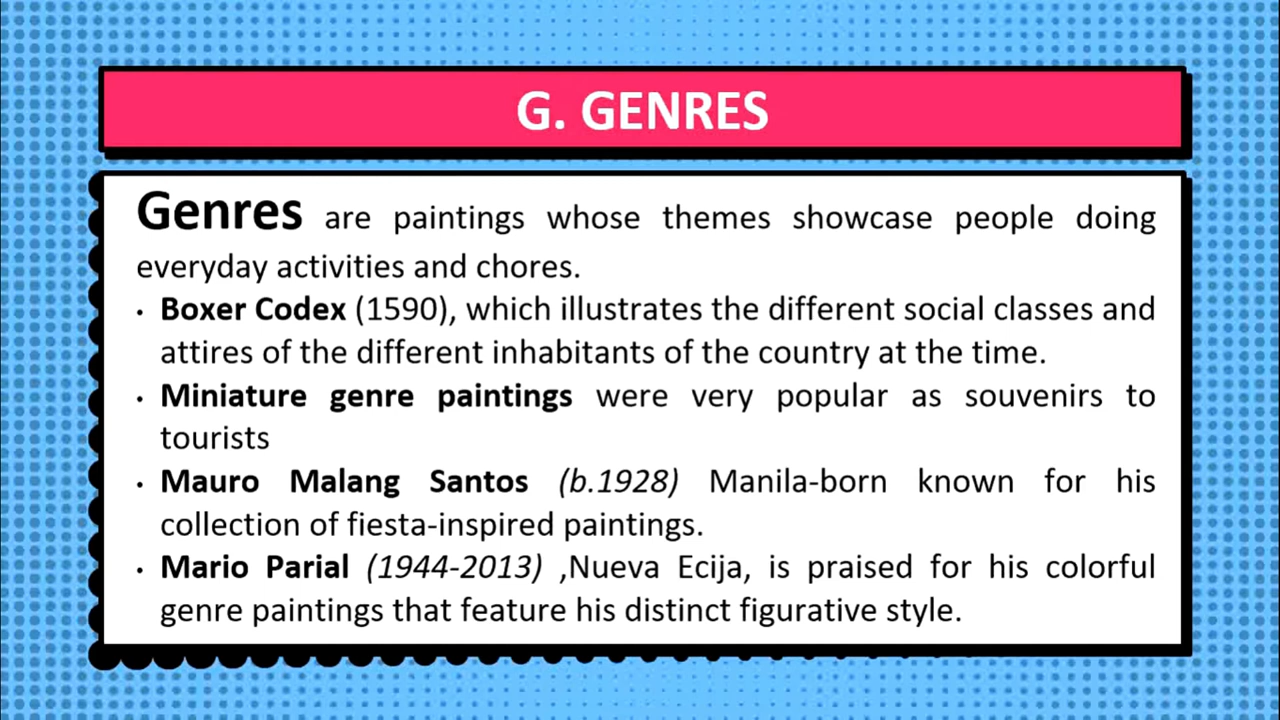 G. GENRES
Genres are paintings whose themes showcase people doing
everyday activities and chores.
• Boxer Codex (1590), which illustrates the different social classes and
attires of the different inhabitants of the country at the time.
• Miniature genre paintings were very popular as souvenirs to
tourists
• Mauro Malang Santos (b.1928) Manila-born known for his
collection of fiesta-inspired paintings.
• Mario Parial (1944-2013) ,Nueva Ecija, is praised for his colorful
genre paintings that feature his distinct figurative style.